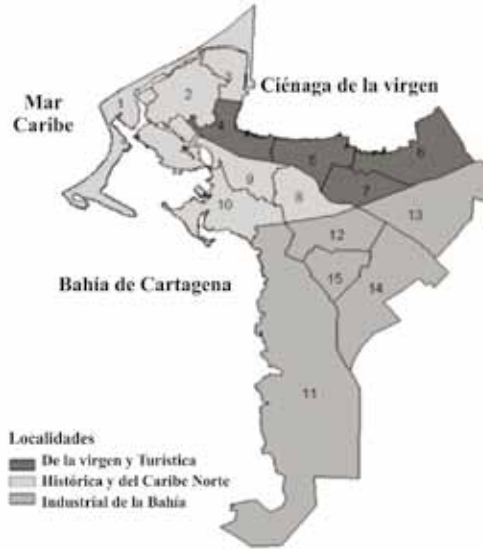 Mar
Caribe
Ciénaga de la virgen
1
2
3
4
5
6
7
8
9
10
13
12
15
14
Bahía de Cartagena
11
Localidades
De la virgen y Turística
Histórica y del Caribe Norte
Industrial de la Bahía